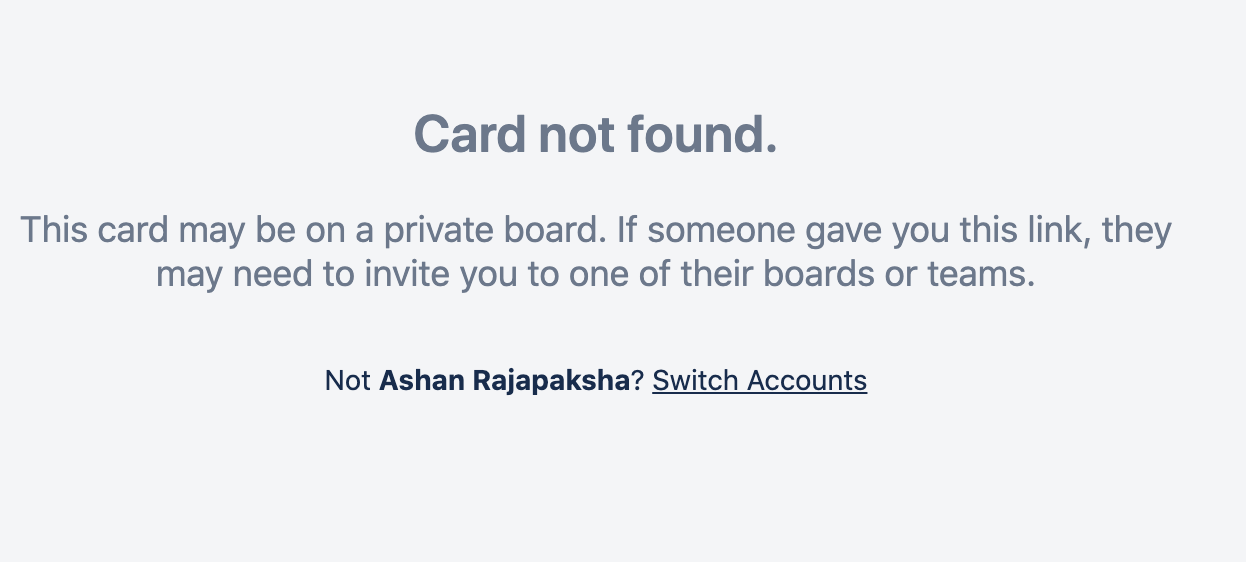 Card not found.
This card may be on a private board. If someone gave you this link, they
may need to invite you to one of their boards or teams.
Not Ashan Rajapaksha? Switch Accounts